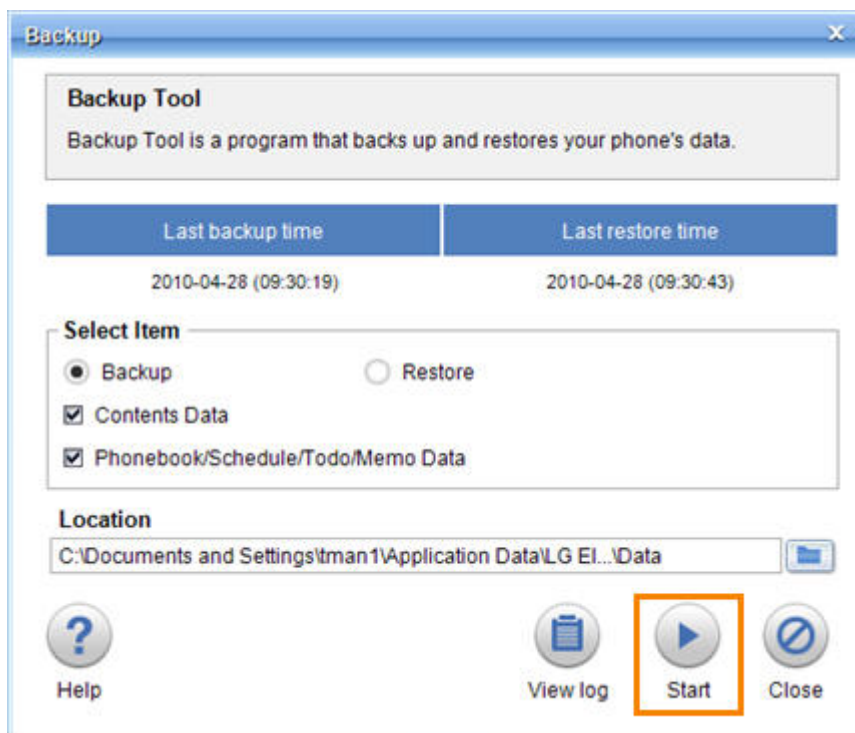 Backup
Backup Tool
Backup Tool is a program that backs up and restores your phone's data.
Last backup time Last restore time
2010-04-28 (09:30:19) 2010-04-28 (09:30:43)
Select Item
Backup Restore
Contents Data
Phonebook/Schedule/Todo/Memo Data
Location
C:\Documents and Settings\tman1\Application Data\LG El...\Data
Help View log Start Close